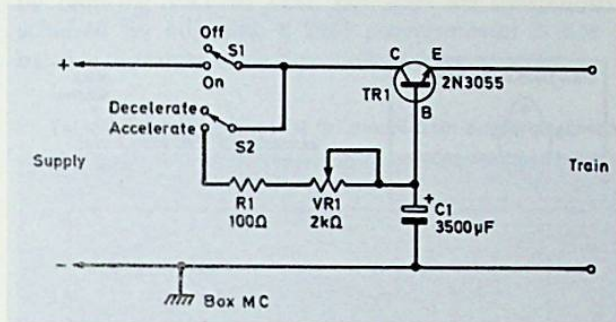 Off
S1
+
On
C
E
TR1
2N3055
B
Decelerate
Accelerate
S2
Supply
Train
R1
100Ω
VR1
2kΩ
+
C1
3500µF
-
Box MC